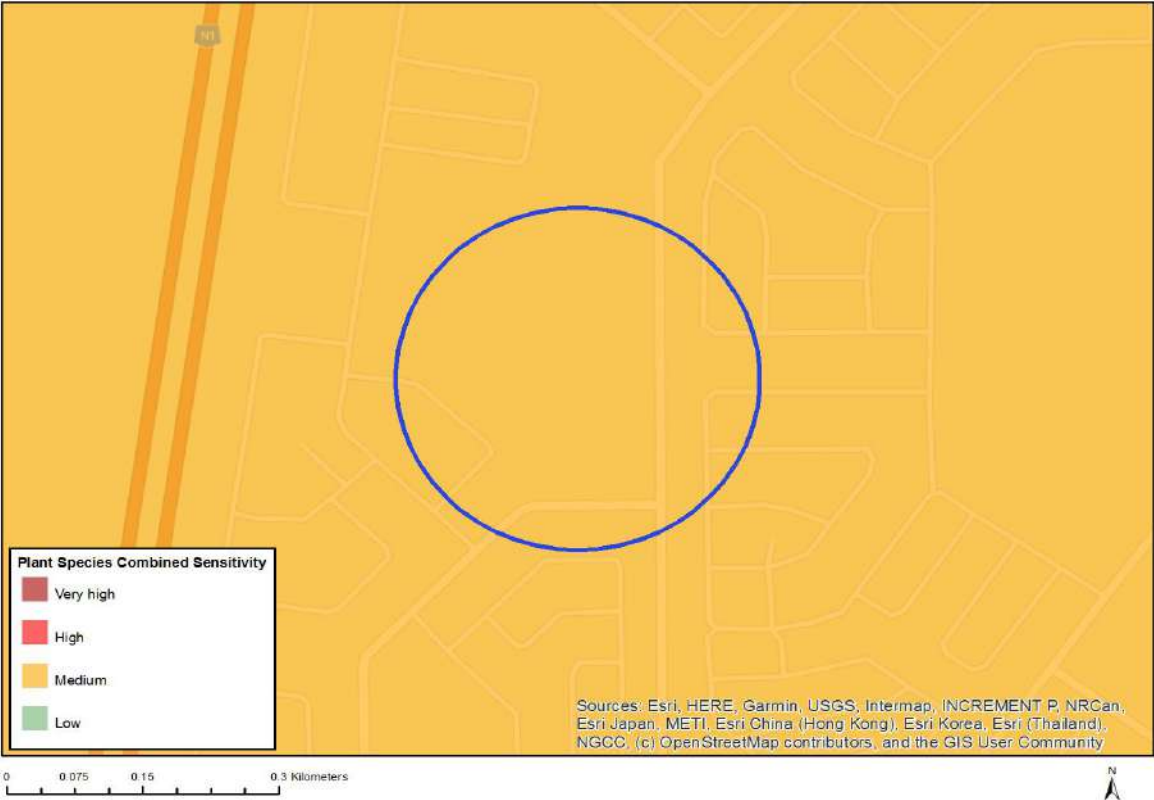 N1
Plant Species Combined Sensitivity
Very high
High
Medium
Low
Sources: Esri, HERE, Garmin, USGS, Intermap, INCREMENT P, NRCan,
Esri Japan, METI, Esri China (Hong Kong), Esri Korea, Esri (Thailand),
NGCC, (c) OpenStreetMap contributors, and the GIS User Community
0 0.075 0.15 0.3 Kilometers
N